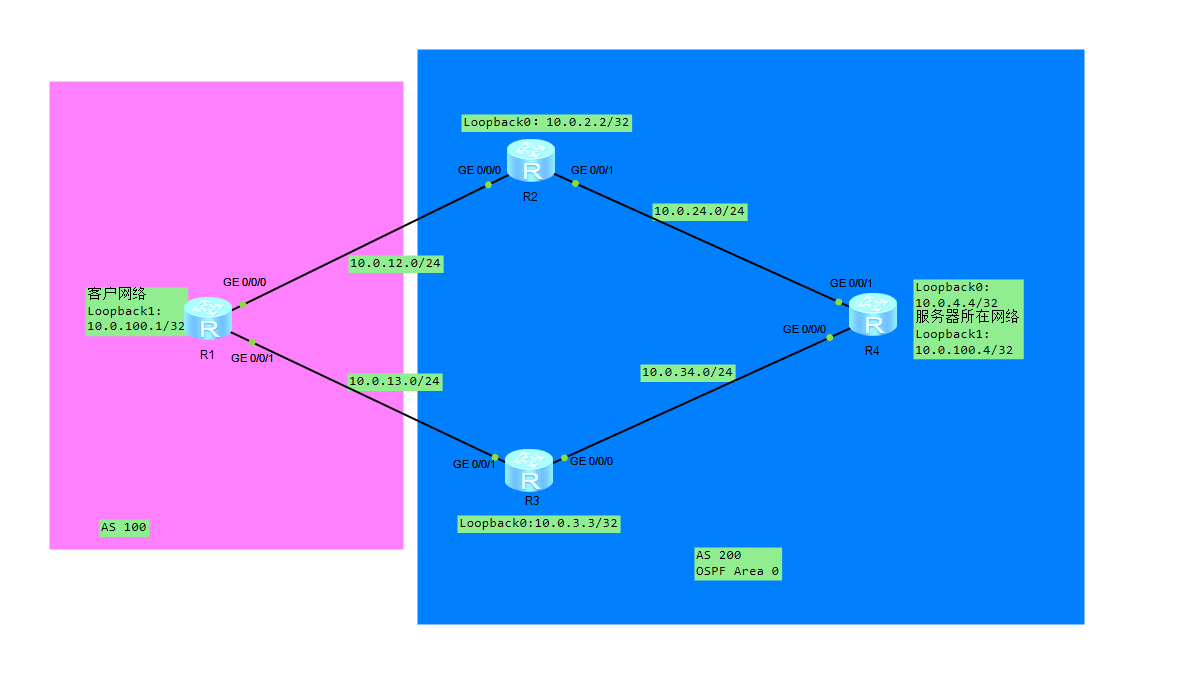 Loopback0: 10.0.2.2/32
GE 0/0/0
GE 0/0/1
R
R2
10.0.24.0/24
10.0.12.0/24
GE 0/0/0
客户网络
Loopback1:
10.0.100.1/32
R
R1
GE 0/0/1
GE 0/0/1
Loopback0:
10.0.4.4/32
服务器所在网络
Loopback1:
10.0.100.4/32
GE 0/0/0
R
R4
10.0.13.0/24
10.0.34.0/24
GE 0/0/1
GE 0/0/0
R
R3
Loopback0:10.0.3.3/32
AS 100
AS 200
OSPF Area 0